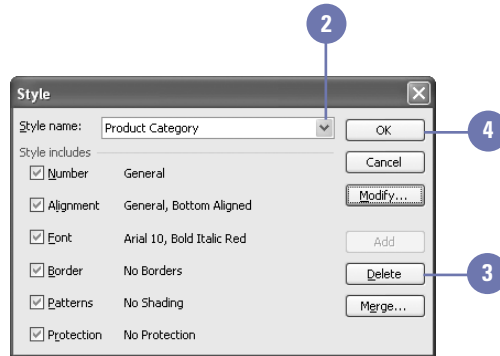 2
Style
Style name: Product Category
OK
4
Style includes
Cancel
Number General
Modify...
Alignment General, Bottom Aligned
Font Arial 10, Bold Italic Red
Add
Border No Borders
Delete
3
Patterns No Shading
Merge...
Protection No Protection